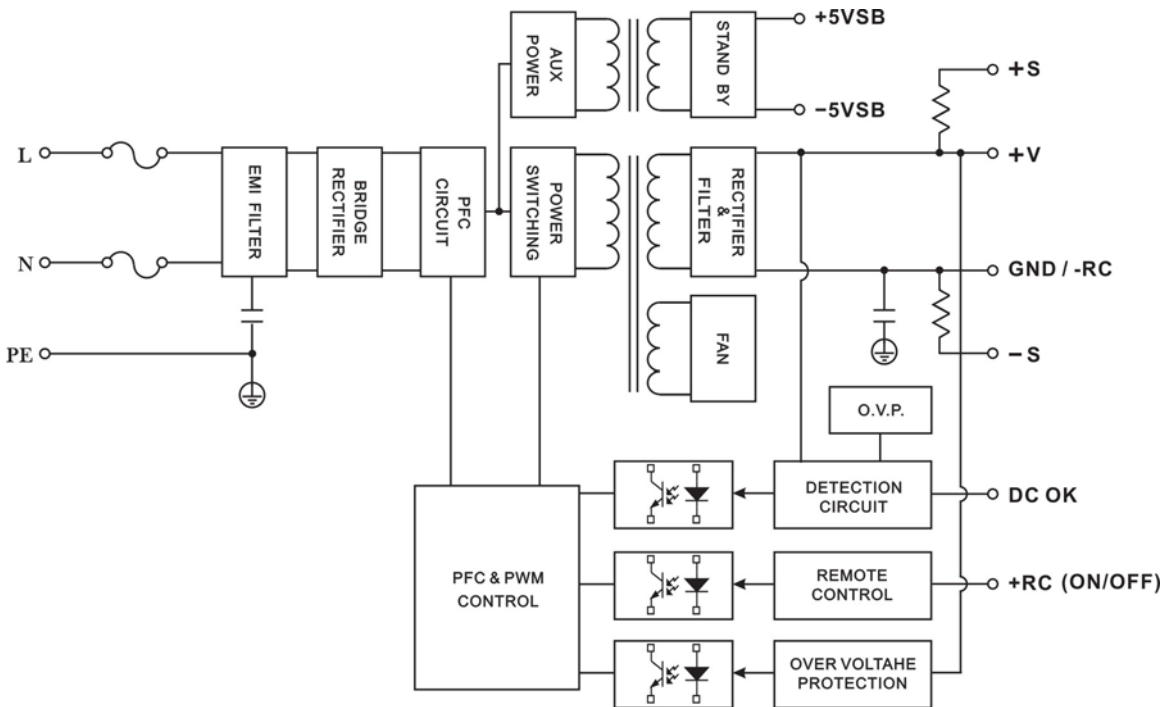 +5VSB
AUX
POWER
STAND BY
−5VSB
+S
L
+V
EMI FILTER
BRIDGE
RECTIFIER
PFC
CIRCUIT
POWER
SWITCHING
RECTIFIER
&
FILTER
N
GND / -RC
PE
FAN
−S
O.V.P.
DETECTION
CIRCUIT
DC OK
PFC & PWM
CONTROL
REMOTE
CONTROL
+RC (ON/OFF)
OVER VOLTAHE
PROTECTION